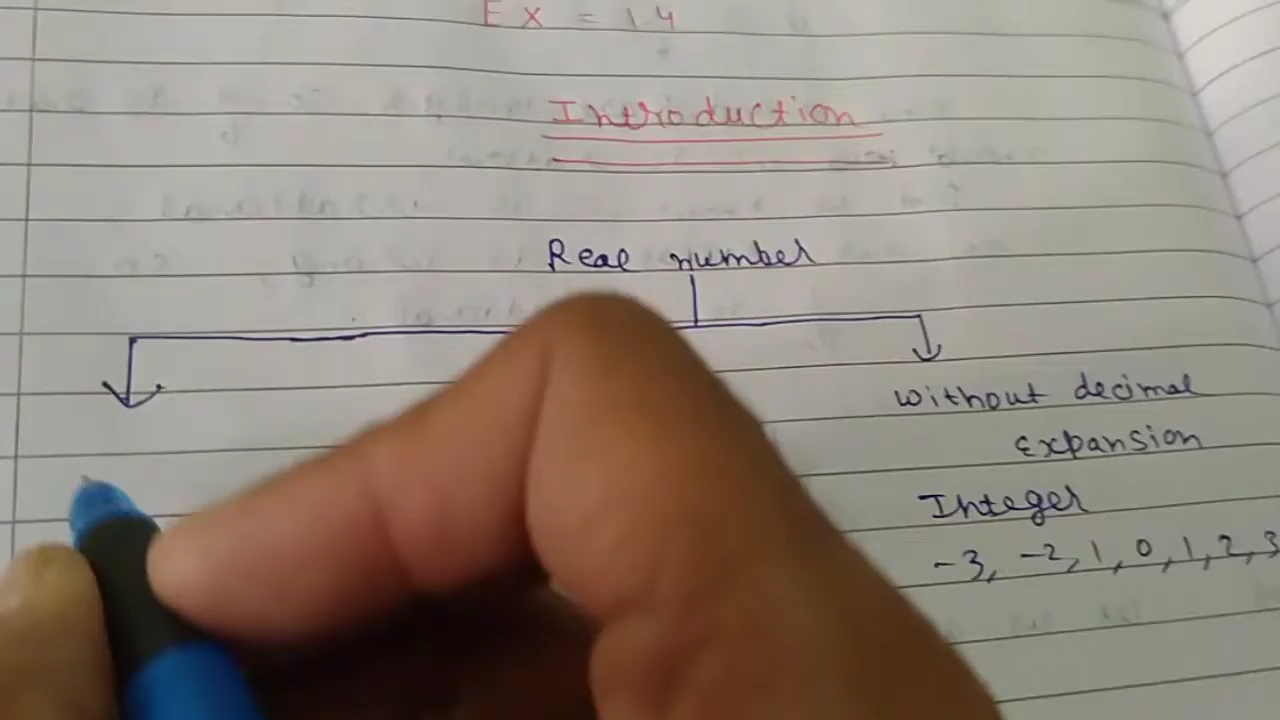 Ex = 1.4
Introduction
Real number
without decimal
expansion
Integer
-3, -2, 1, 0, 1, 2, 3